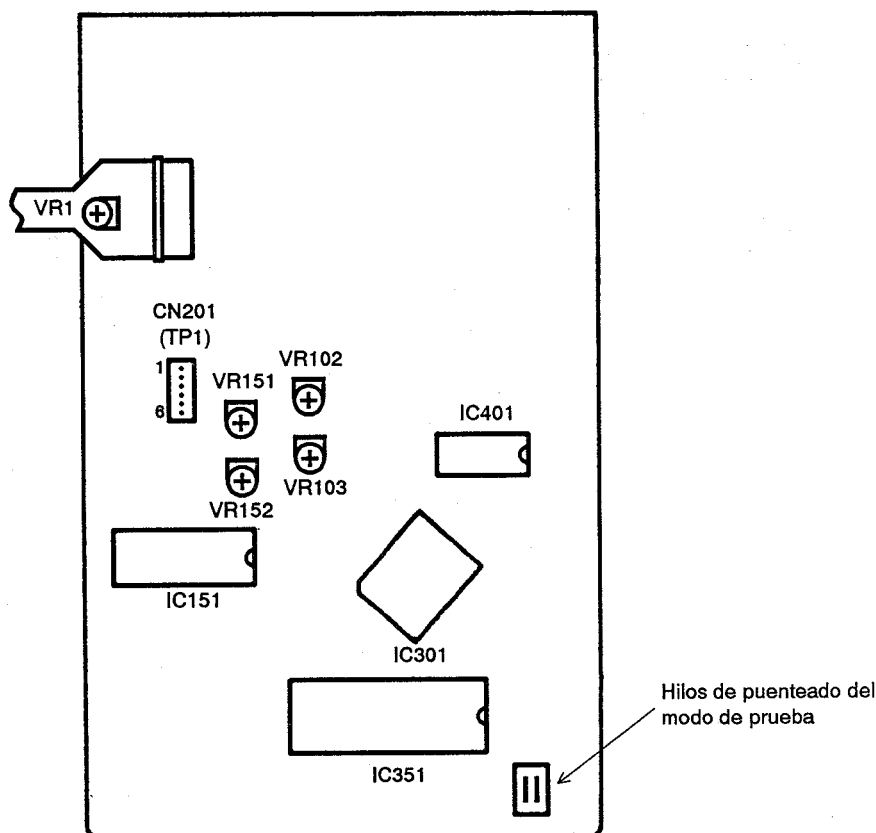 VR1
CN201
(TP1)
1
6
VR151
VR102
VR152
VR103
IC401
IC151
IC301
IC351
Hilos de puenteado del
modo de prueba